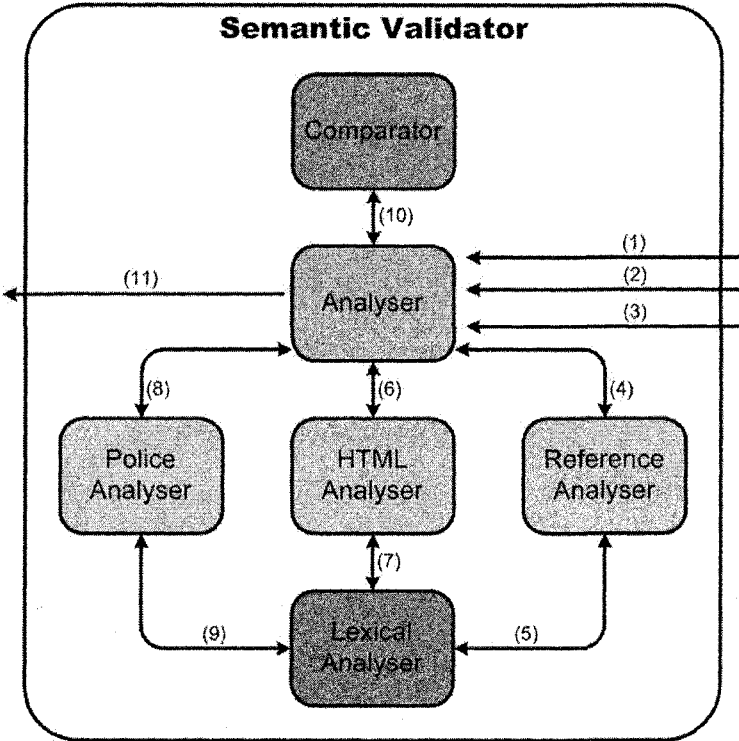 Semantic Validator
Comparator
(10)
(1)
(11)
(2)
Analyser
(3)
(8)
(6)
(4)
Police
Analyser
HTML
Analyser
Reference
Analyser
(7)
(9)
Lexical
Analyser
(5)